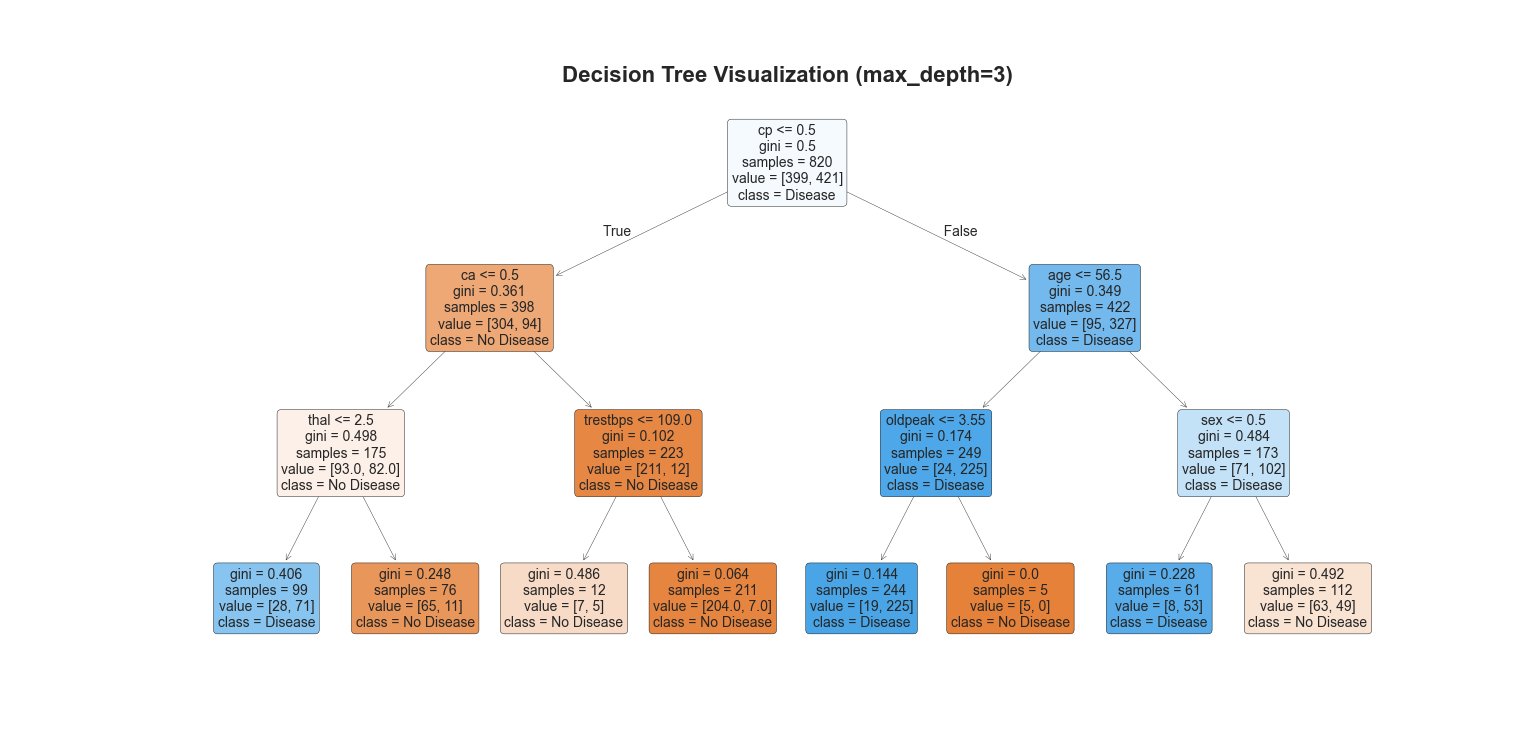 Decision Tree Visualization (max_depth=3)
cp <= 0.5
gini = 0.5
samples = 820
value = [399, 421]
class = Disease
True
False
ca <= 0.5
gini = 0.361
samples = 398
value = [304, 94]
class = No Disease
age <= 56.5
gini = 0.349
samples = 422
value = [95, 327]
class = Disease
thal <= 2.5
gini = 0.498
samples = 175
value = [93.0, 82.0]
class = No Disease
trestbps <= 109.0
gini = 0.102
samples = 223
value = [211, 12]
class = No Disease
oldpeak <= 3.55
gini = 0.174
samples = 249
value = [24, 225]
class = Disease
sex <= 0.5
gini = 0.484
samples = 173
value = [71, 102]
class = Disease
gini = 0.406
samples = 99
value = [28, 71]
class = Disease
gini = 0.248
samples = 76
value = [65, 11]
class = No Disease
gini = 0.486
samples = 12
value = [7, 5]
class = No Disease
gini = 0.064
samples = 211
value = [204.0, 7.0]
class = No Disease
gini = 0.144
samples = 244
value = [19, 225]
class = Disease
gini = 0.0
samples = 5
value = [5, 0]
class = No Disease
gini = 0.228
samples = 61
value = [8, 53]
class = Disease
gini = 0.492
samples = 112
value = [63, 49]
class = No Disease